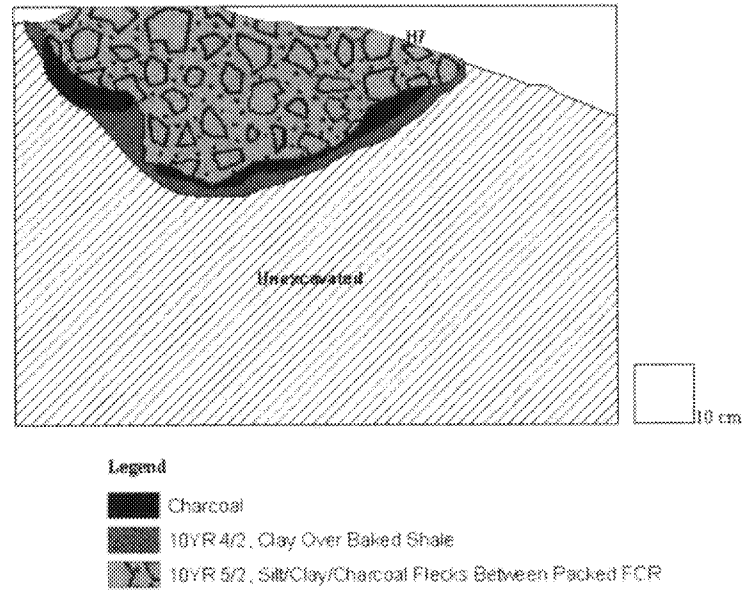 H7
Unexcavated
10 cm
Legend
Charcoal
10YR 4/2, Clay Over Baked Shale
10YR 5/2, Silt/Clay/Charcoal Flecks Between Packed FCR